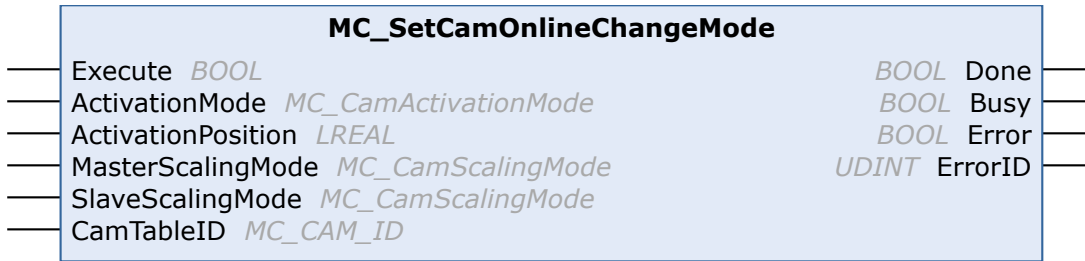 MC_SetCamOnlineChangeMode
Execute BOOL BOOL Done
ActivationMode MC_CamActivationMode BOOL Busy
ActivationPosition LREAL BOOL Error
MasterScalingMode MC_CamScalingMode UDINT ErrorID
SlaveScalingMode MC_CamScalingMode
CamTableID MC_CAM_ID